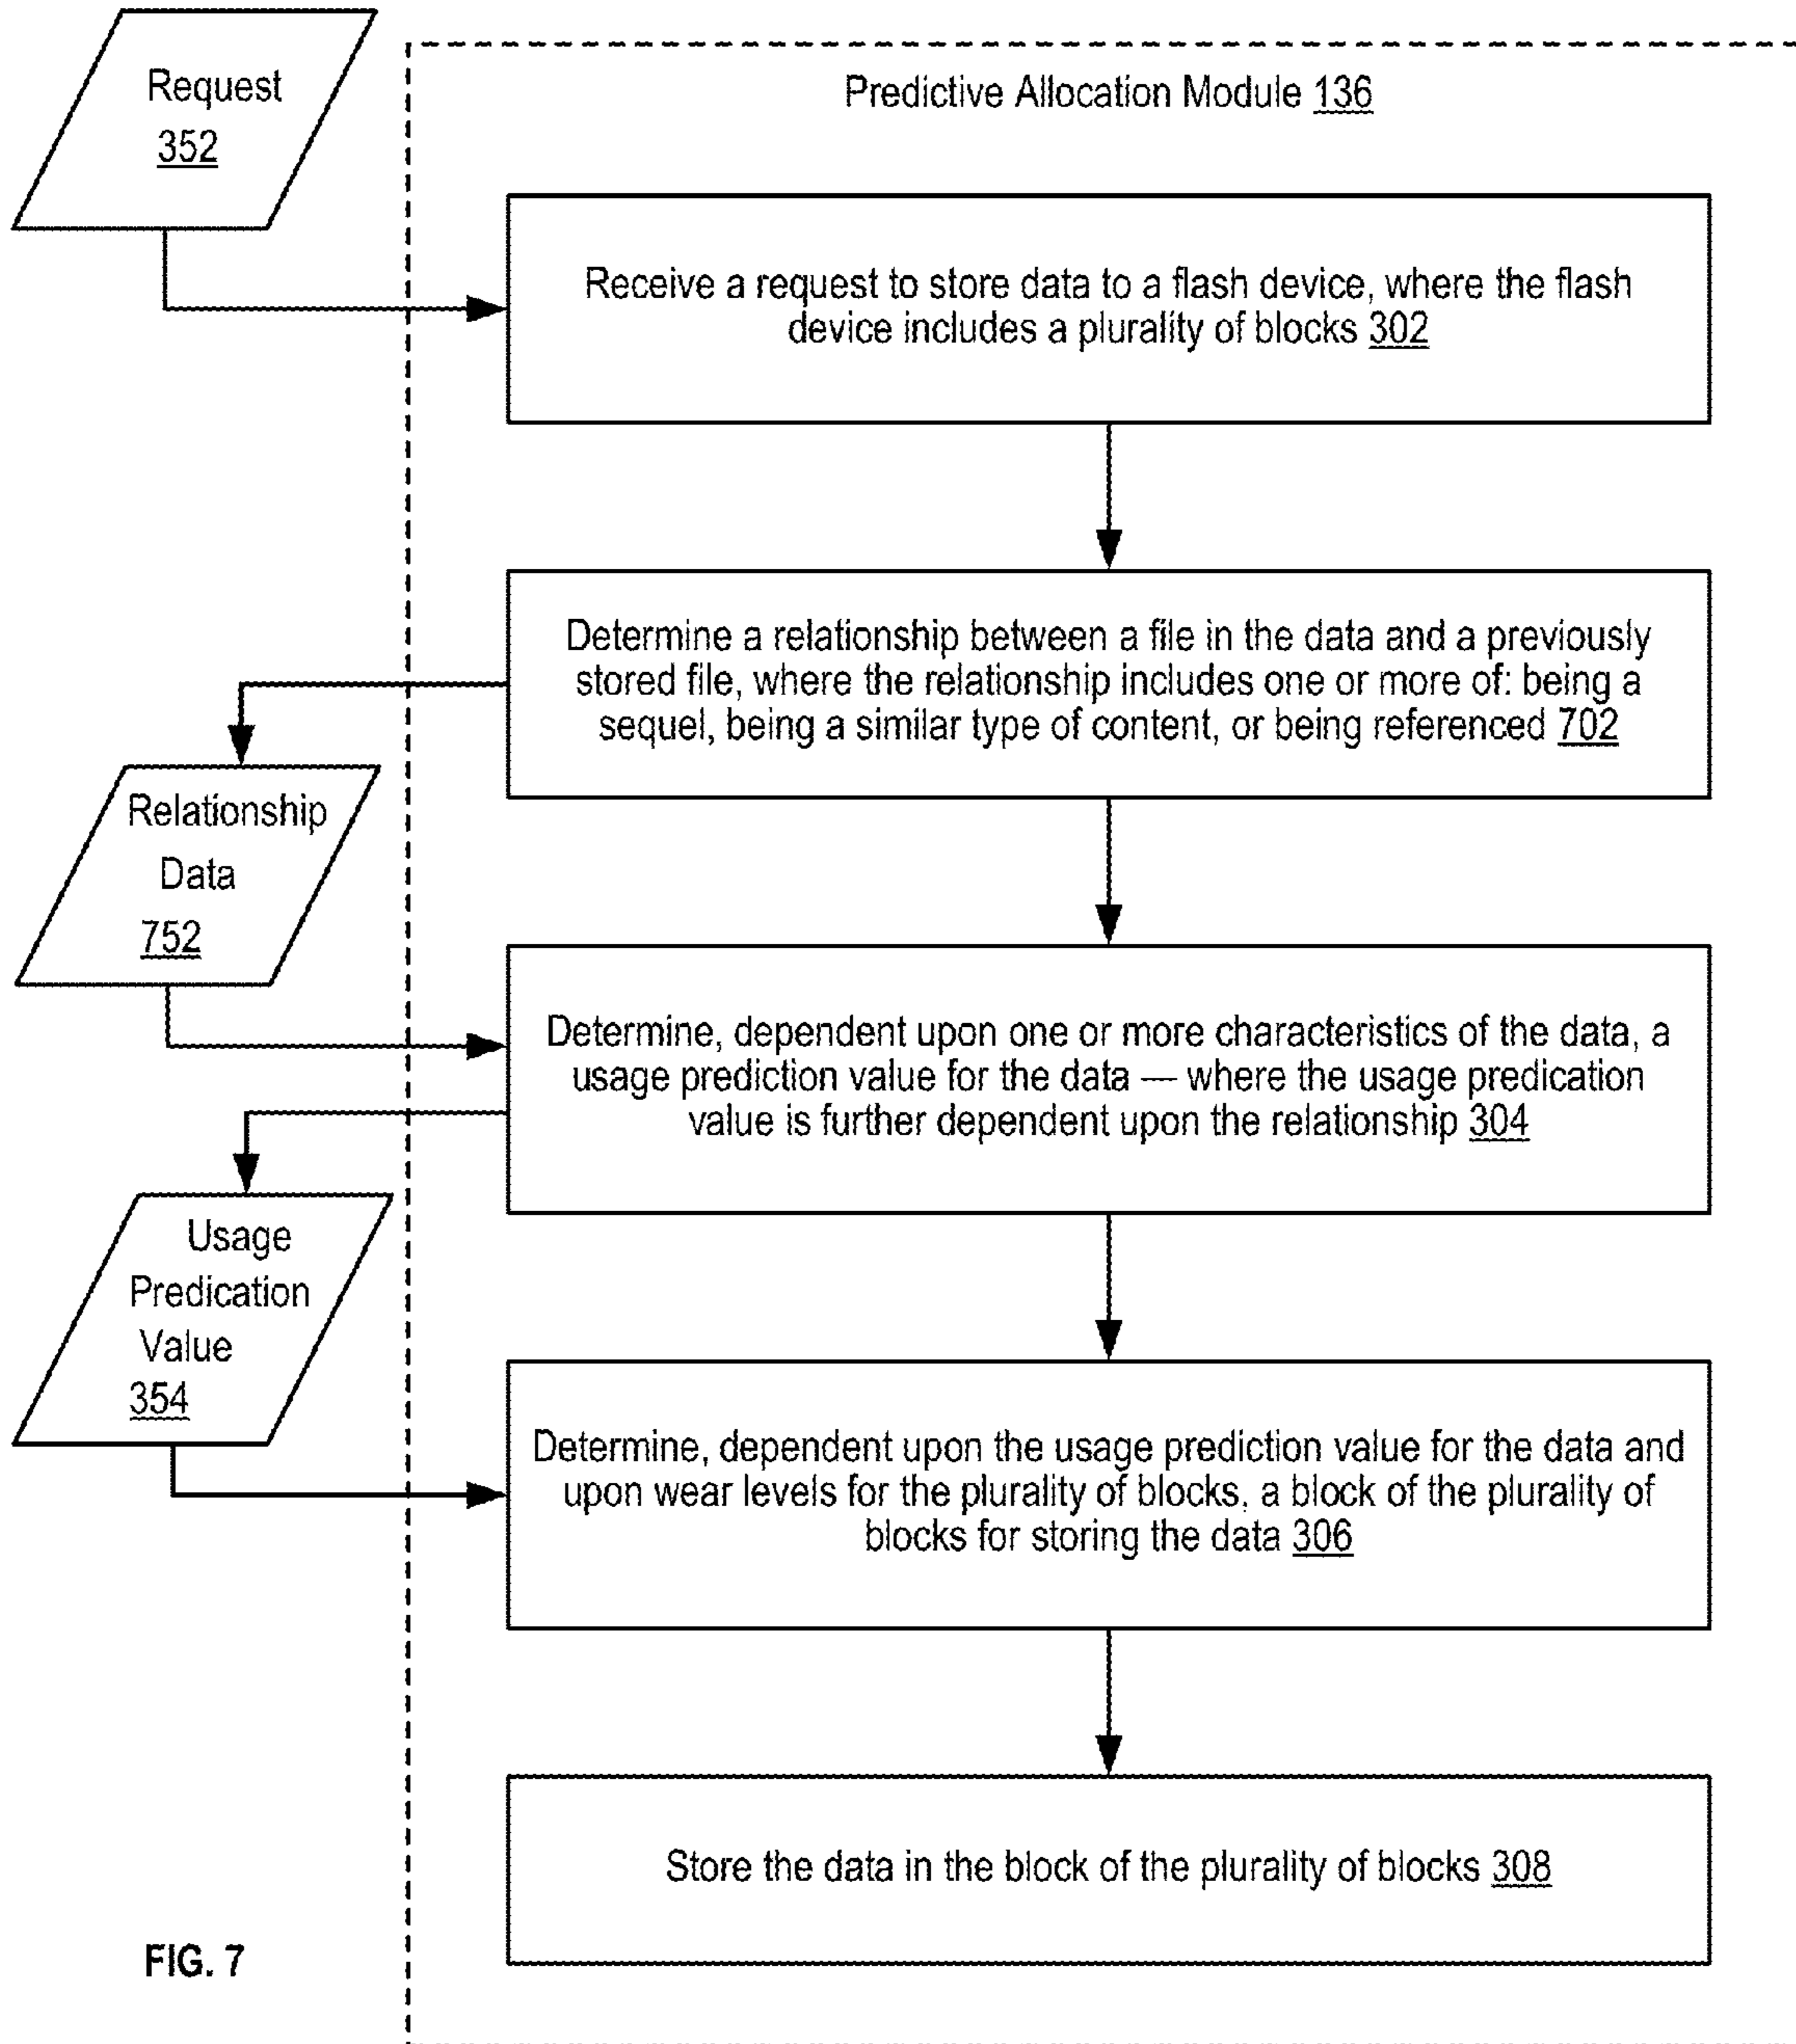 Request
352
Predictive Allocation Module 136
Receive a request to store data to a flash device, where the flash
device includes a plurality of blocks 302
Determine a relationship between a file in the data and a previously
stored file, where the relationship includes one or more of: being a
sequel, being a similar type of content, or being referenced 702
Relationship
Data
752
Determine, dependent upon one or more characteristics of the data, a
usage prediction value for the data — where the usage predication
value is further dependent upon the relationship 304
Usage
Predication
Value
354
Determine, dependent upon the usage prediction value for the data and
upon wear levels for the plurality of blocks, a block of the plurality of
blocks for storing the data 306
Store the data in the block of the plurality of blocks 308
FIG. 7